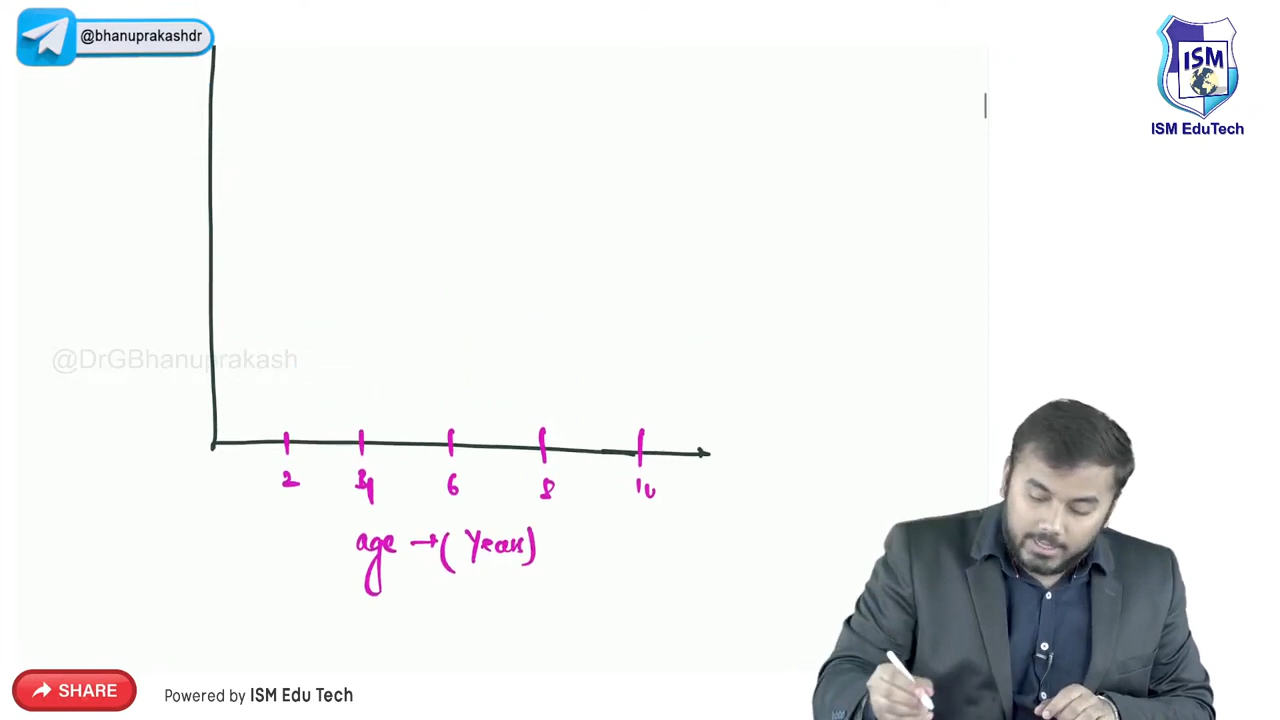 @bhanuprakashdr
ISM
ISM EduTech
@DrGBhanuprakash
2 4 6 8 10
age → (Years)
SHARE
Powered by ISM Edu Tech